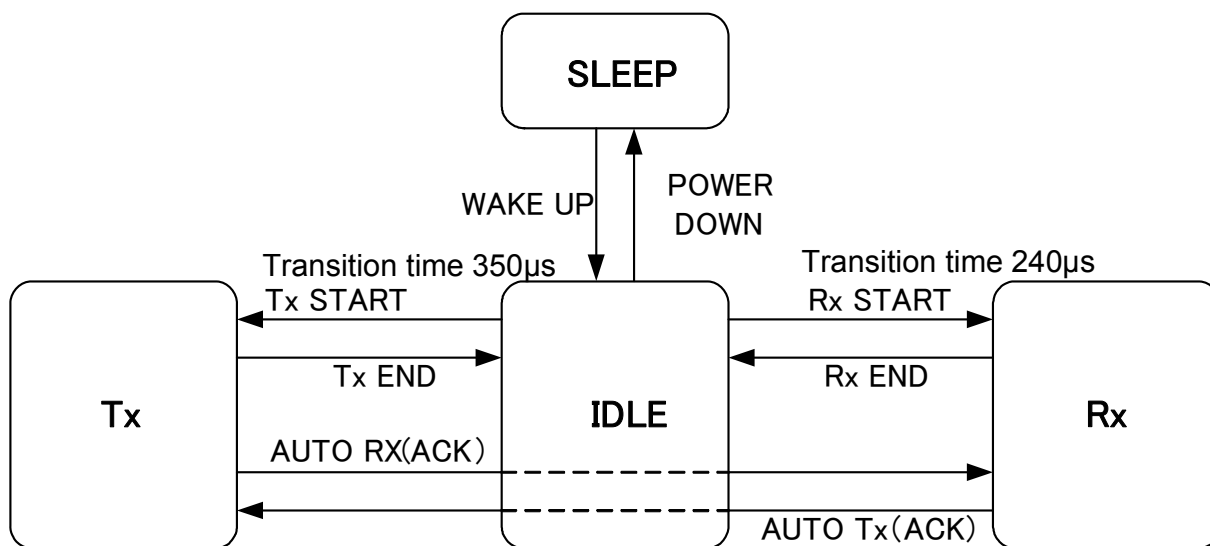 SLEEP
WAKE UP
POWER
DOWN
Transition time 350µs
Transition time 240µs
Tx START
Rx START
Tx END
Rx END
Tx
IDLE
Rx
AUTO RX(ACK)
AUTO Tx(ACK)